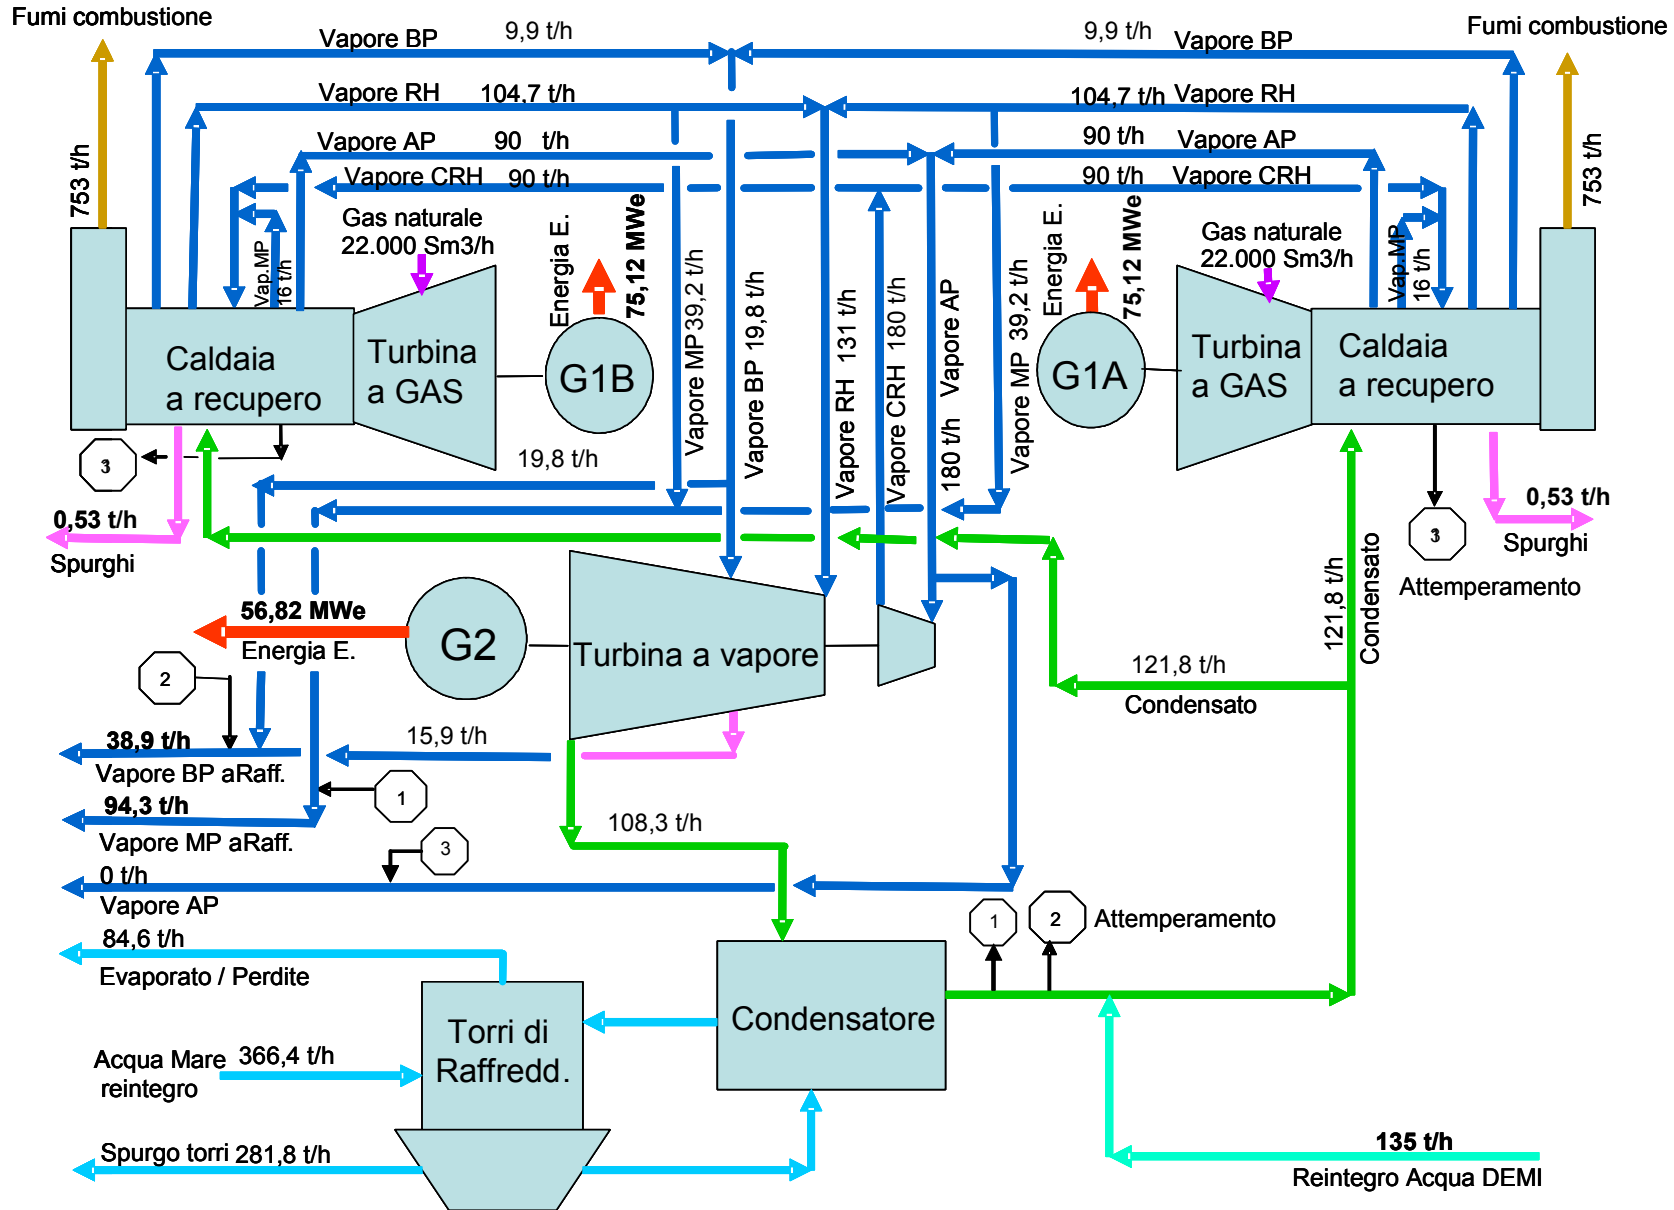 Fumi combustione
Vapore BP 9,9 t/h
9,9 t/h Vapore BP
Fumi combustione
Vapore RH 104,7 t/h
104,7 t/h Vapore RH
Vapore AP 90 t/h
90 t/h Vapore AP
Vapore CRH 90 t/h
90 t/h Vapore CRH
753 t/h
753 t/h
Gas naturale
22.000 Sm3/h
Gas naturale
22.000 Sm3/h
Vap.MP
16 t/h
Vap.MP
16 t/h
Energia E.
75,12 MWe
Energia E.
75,12 MWe
Caldaia
a recupero
Turbina
a GAS
G1B
Vapore MP 39,2 t/h
Vapore BP 19,8 t/h
Vapore RH 131 t/h
Vapore CRH 180 t/h
180 t/h Vapore AP
Vapore MP 39,2 t/h
G1A
Turbina
a GAS
Caldaia
a recupero
3
19,8 t/h
0,53 t/h
Spurghi
3
Attemperamento
0,53 t/h
Spurghi
121,8 t/h
Condensato
56,82 MWe
Energia E.
G2
Turbina a vapore
2
121,8 t/h
Condensato
38,9 t/h
Vapore BP aRaff.
15,9 t/h
1
94,3 t/h
Vapore MP aRaff.
108,3 t/h
3
0 t/h
Vapore AP
84,6 t/h
Evaporato / Perdite
1
2
Attemperamento
Torri di
Raffredd.
Condensatore
Acqua Mare 366,4 t/h
reintegro
Spurgo torri 281,8 t/h
135 t/h
Reintegro Acqua DEMI